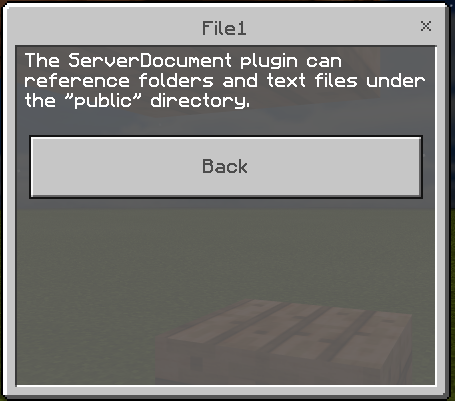 File1
The ServerDocument plugin can
reference folders and text files under
the "public" directory.
Back